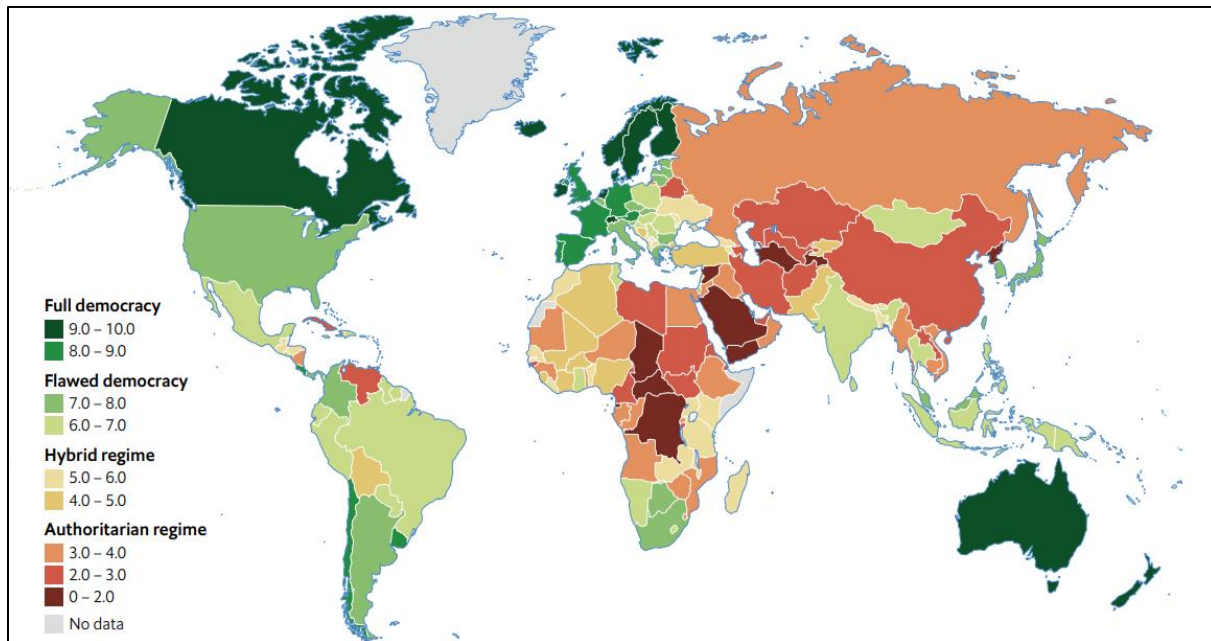 Full democracy
9.0 – 10.0
8.0 – 9.0
Flawed democracy
7.0 – 8.0
6.0 – 7.0
Hybrid regime
5.0 – 6.0
4.0 – 5.0
Authoritarian regime
3.0 – 4.0
2.0 – 3.0
0 – 2.0
No data